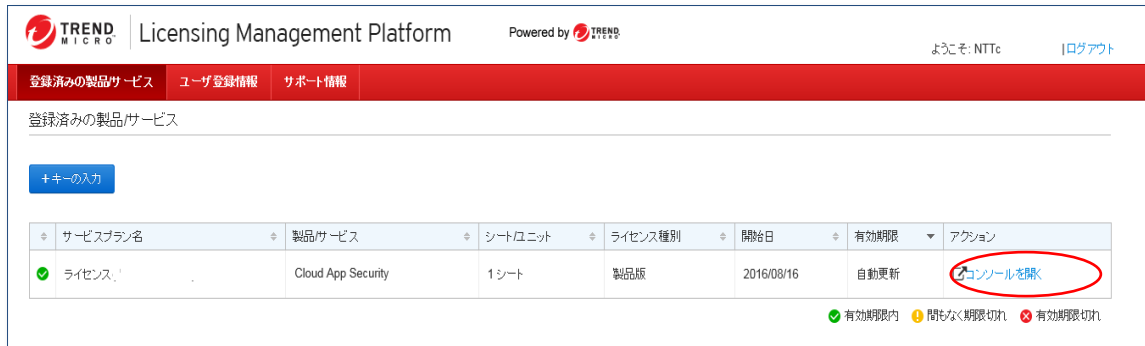 TREND MICRO Licensing Management Platform Powered by TREND MICRO
ようこそ: NTTc |ログアウト
登録済みの製品/サービス ユーザ登録情報 サポート情報
登録済みの製品/サービス
+キーの入力
サービスプラン名 製品/サービス シート/ユニット ライセンス種別 開始日 有効期限 アクション
ライセンス Cloud App Security 1 シート 製品版 2016/08/16 自動更新 コンソールを開く
有効期限内 間もなく期限切れ 有効期限切れ